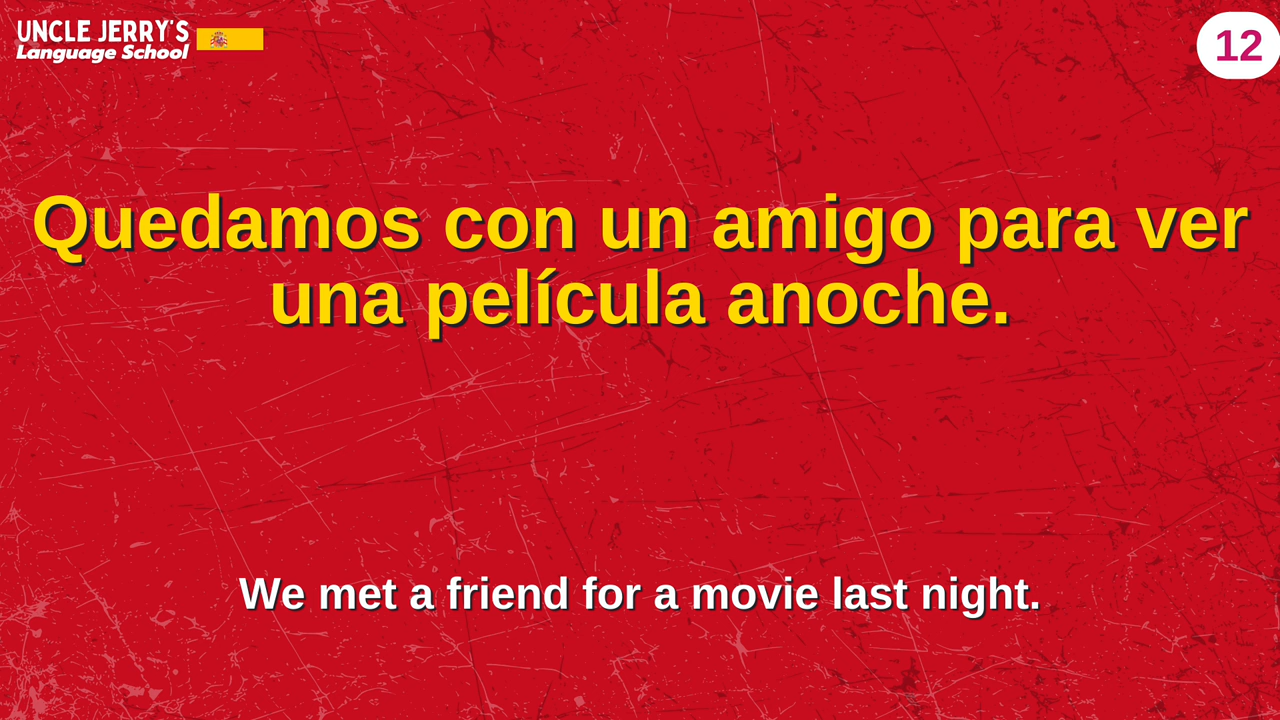 UNCLE JERRY'S
Language School
12
Quedamos con un amigo para ver
una película anoche.
We met a friend for a movie last night.